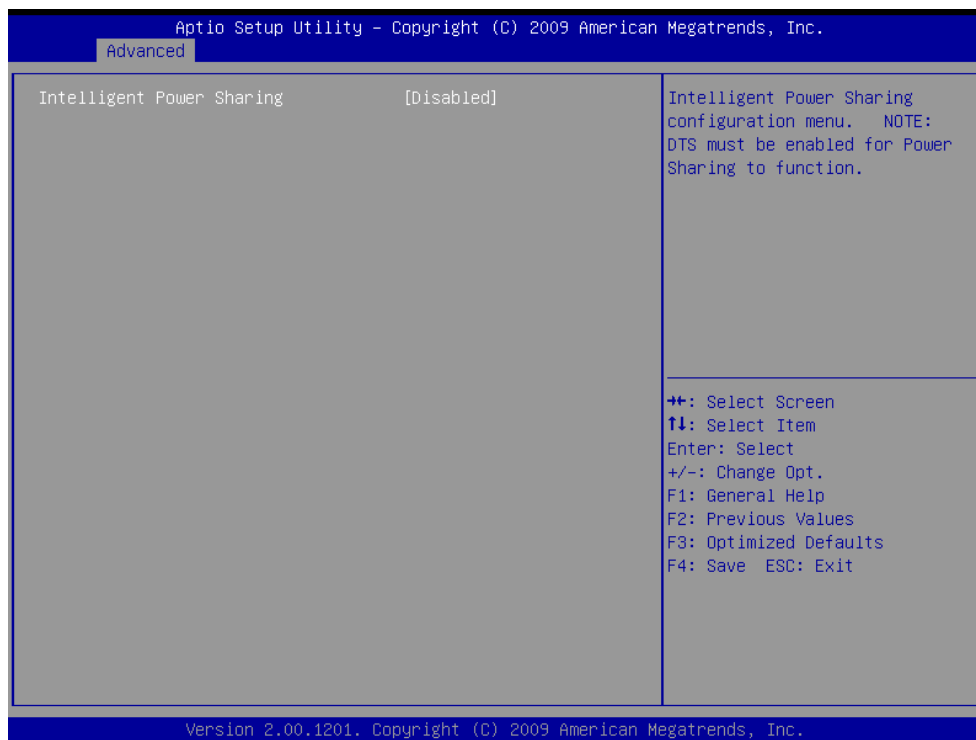 Aptio Setup Utility – Copyright (C) 2009 American Megatrends, Inc.
Advanced
Intelligent Power Sharing [Disabled]
Intelligent Power Sharing
configuration menu. NOTE:
DTS must be enabled for Power
Sharing to function.
→←: Select Screen
↑↓: Select Item
Enter: Select
+/-: Change Opt.
F1: General Help
F2: Previous Values
F3: Optimized Defaults
F4: Save ESC: Exit
Version 2.00.1201. Copyright (C) 2009 American Megatrends, Inc.